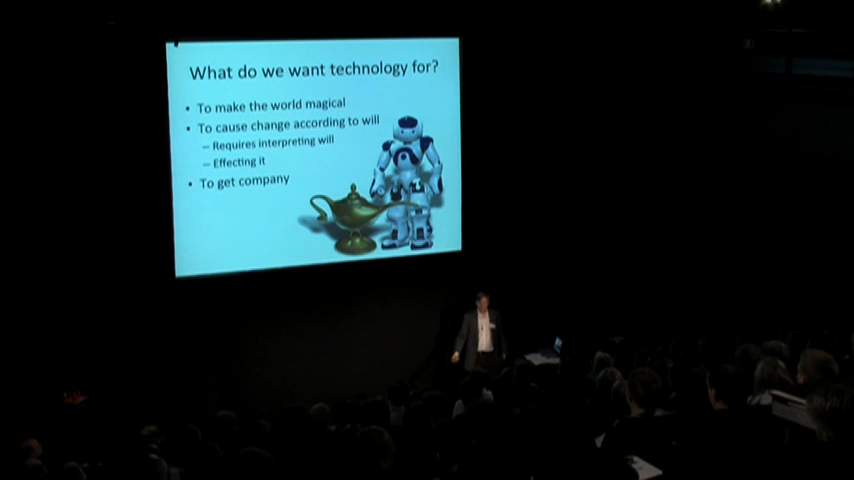 What do we want technology for?
• To make the world magical
• To cause change according to will
– Requires interpreting will
– Effecting it
• To get company